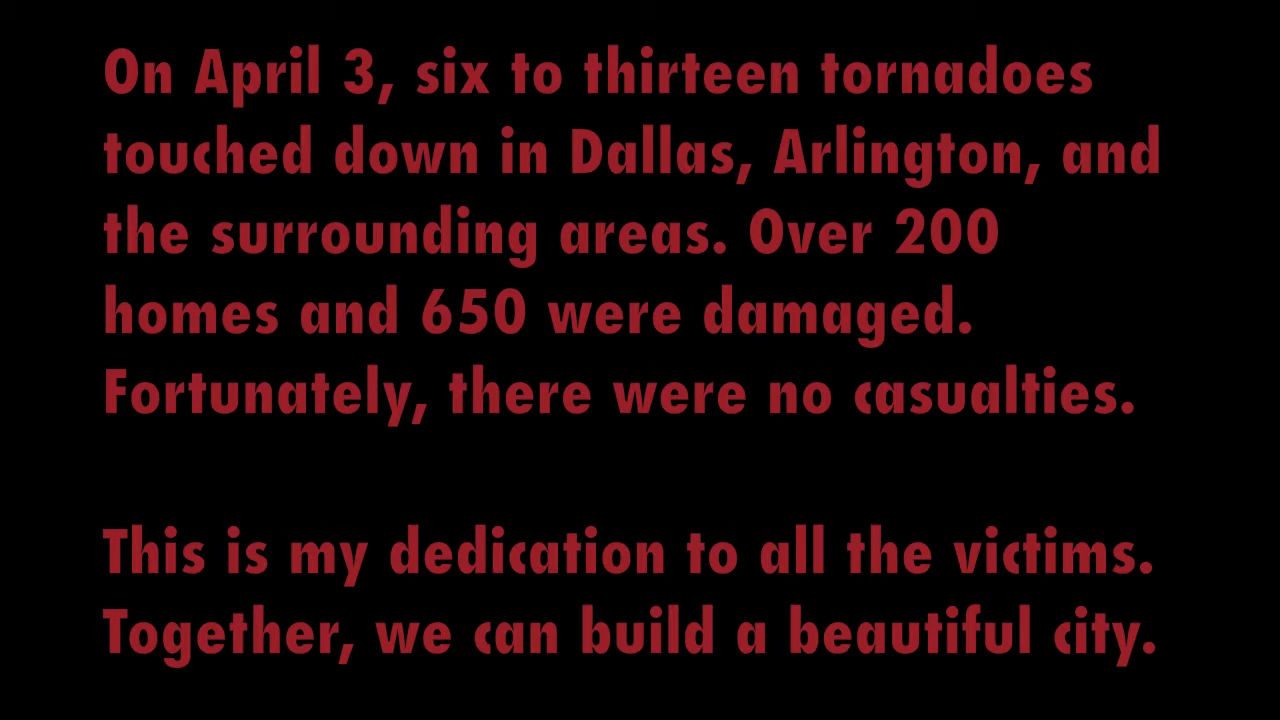 On April 3, six to thirteen tornadoes
touched down in Dallas, Arlington, and
the surrounding areas. Over 200
homes and 650 were damaged.
Fortunately, there were no casualties.
This is my dedication to all the victims.
Together, we can build a beautiful city.